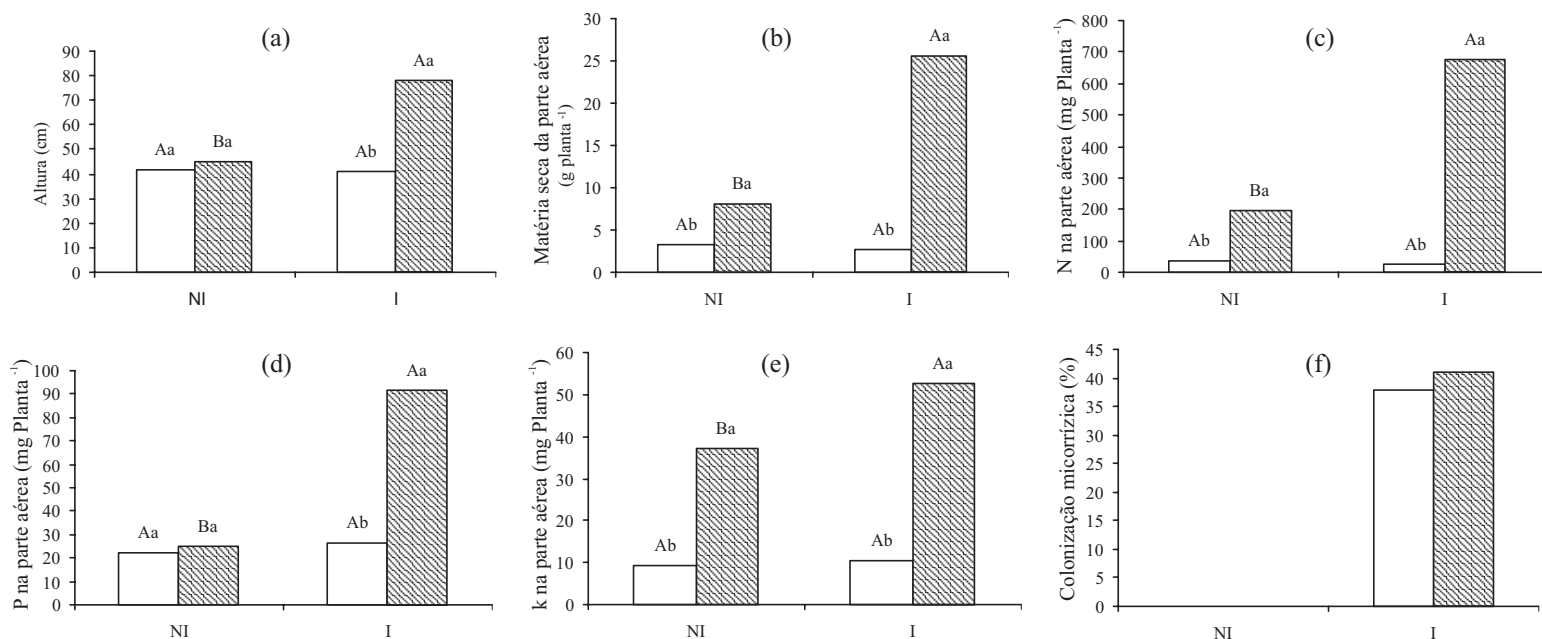 (a)
Altura (cm)
90
80
70
60
50
40
30
20
10
0
Aa
Ba
Ab
Aa
NI
I
(b)
Matéria seca da parte aérea
(g planta -1)
30
25
20
15
10
5
0
Ab
Ba
Ab
Aa
NI
I
(c)
N na parte aérea (mg Planta -1)
800
700
600
500
400
300
200
100
0
Ab
Ba
Ab
Aa
NI
I
(d)
P na parte aérea (mg Planta -1)
100
90
80
70
60
50
40
30
20
10
0
Aa
Ba
Ab
Aa
NI
I
(e)
k na parte aérea (mg Planta -1)
60
50
40
30
20
10
0
Ab
Ba
Ab
Aa
NI
I
(f)
Colonização micorrízica (%)
45
40
35
30
25
20
15
10
5
0
NI
I